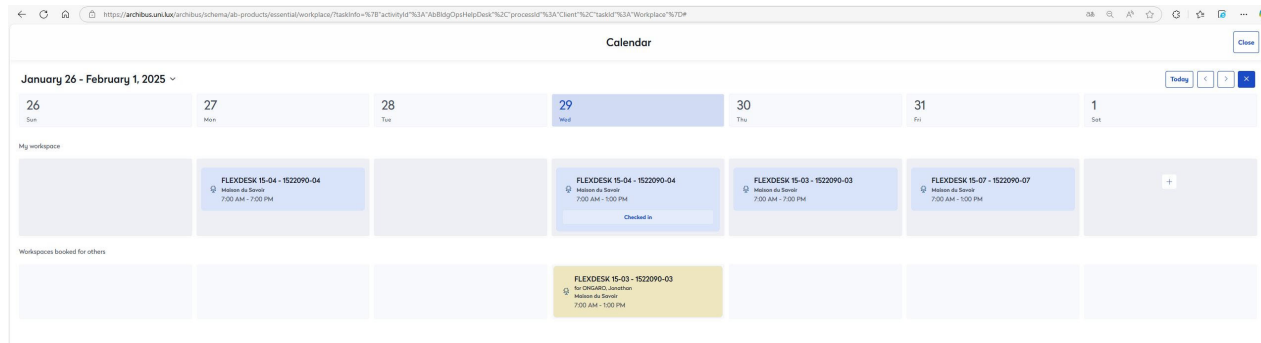 https://archibus.uni.lux/archibus/schema/ab-products/essential/workplace/?taskInfo=%7B"activityId"%3A"AbBldgOpsHelpDesk"%2C"processId"%3A"Client"%2C"taskId"%3A"Workplace"%7D#
Calendar
Close
January 26 - February 1, 2025
Today
26
Sun
27
Mon
28
Tue
29
Wed
30
Thu
31
Fri
1
Sat
My workspace
FLEXDESK 15-04 - 1522090-04
Maison du Savoir
7:00 AM - 7:00 PM
FLEXDESK 15-04 - 1522090-04
Maison du Savoir
7:00 AM - 1:00 PM
Checked in
FLEXDESK 15-03 - 1522090-03
Maison du Savoir
7:00 AM - 7:00 PM
FLEXDESK 15-07 - 1522090-07
Maison du Savoir
7:00 AM - 1:00 PM
Workspaces booked for others
FLEXDESK 15-03 - 1522090-03
for ONGARO, Jonathan
Maison du Savoir
7:00 AM - 1:00 PM